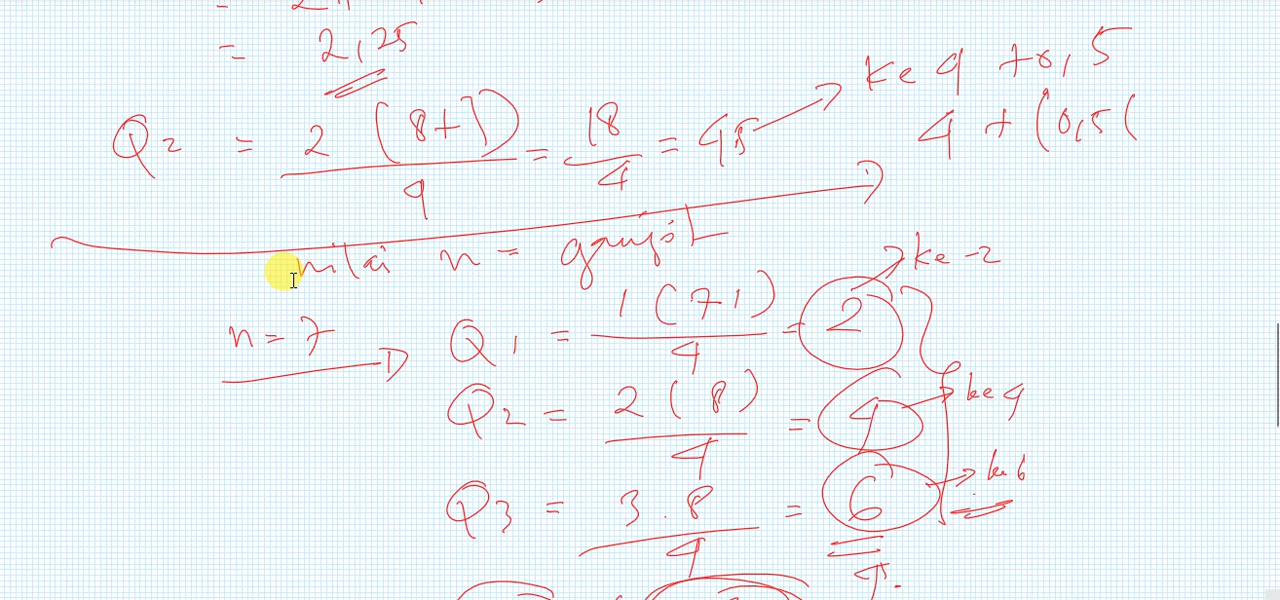 = 2,25
ke 4 + 0,5
Q2 = 2 (8+1) / 4 = 18 / 4 = 4,5
4 + (0,5 (
nilai n = ganjil
ke-2
n = 7
Q1 = 1 (7 1) / 4 = 2
Q2 = 2 (8) / 4 = 4
ke 4
Q3 = 3 . 8 / 4 = 6
ke 6